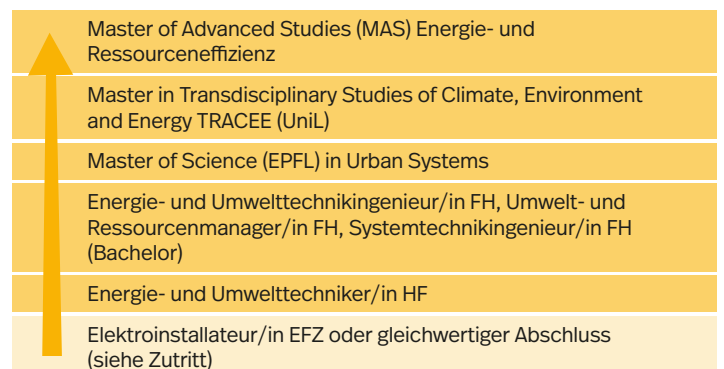 Master of Advanced Studies (MAS) Energie- und
Ressourceneffizienz
Master in Transdisciplinary Studies of Climate, Environment
and Energy TRACEE (UniL)
Master of Science (EPFL) in Urban Systems
Energie- und Umwelttechnikingenieur/in FH, Umwelt- und
Ressourcenmanager/in FH, Systemtechnikingenieur/in FH
(Bachelor)
Energie- und Umwelttechniker/in HF
Elektroinstallateur/in EFZ oder gleichwertiger Abschluss
(siehe Zutritt)